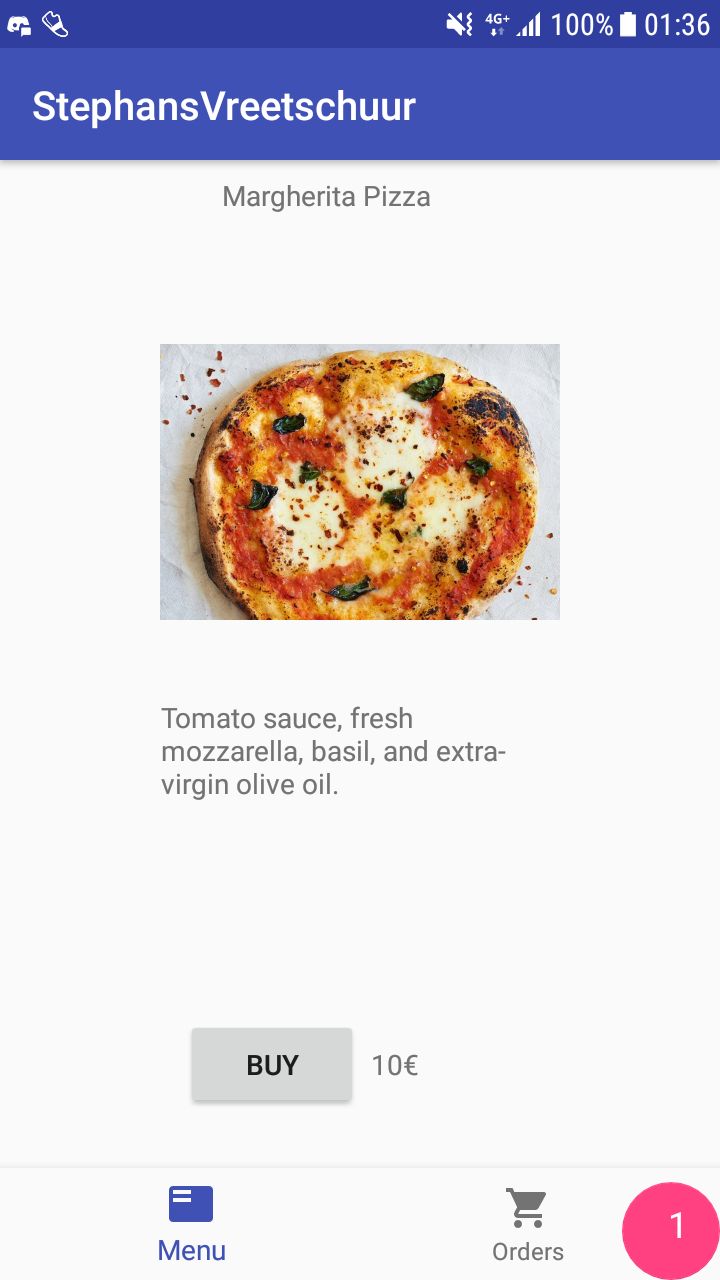 4G+ 100% 01:36
StephansVreetschuur
Margherita Pizza
Tomato sauce, fresh
mozzarella, basil, and extra-
virgin olive oil.
BUY 10€
Menu Orders 1